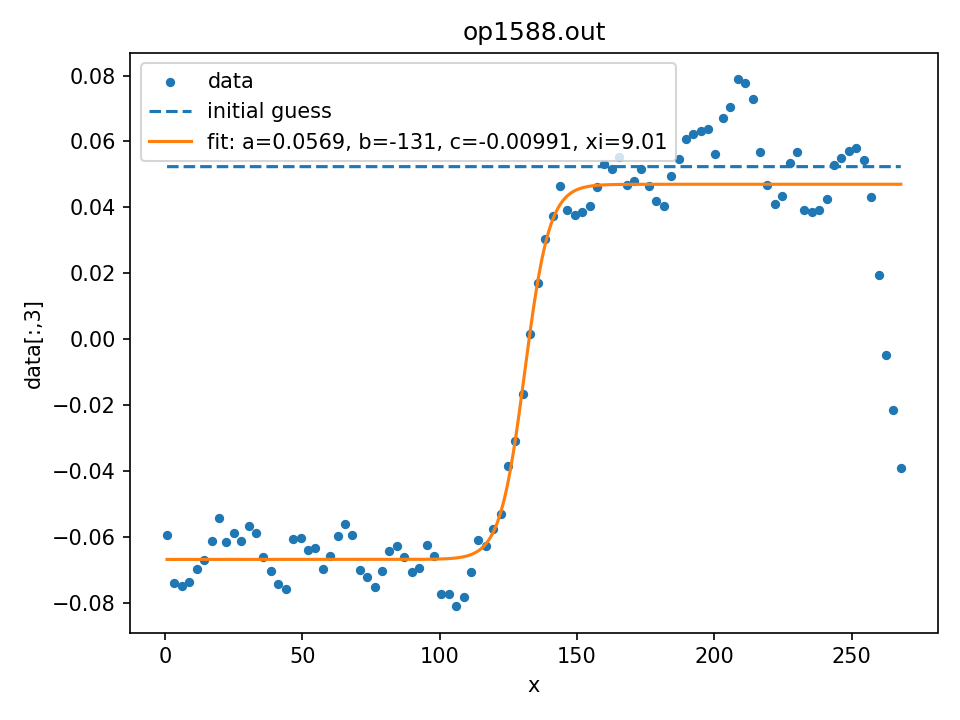 op1588.out
data
initial guess
fit: a=0.0569, b=-131, c=-0.00991, xi=9.01
0.08
0.06
0.04
0.02
0.00
−0.02
−0.04
−0.06
−0.08
data[:,3]
0 50 100 150 200 250
x